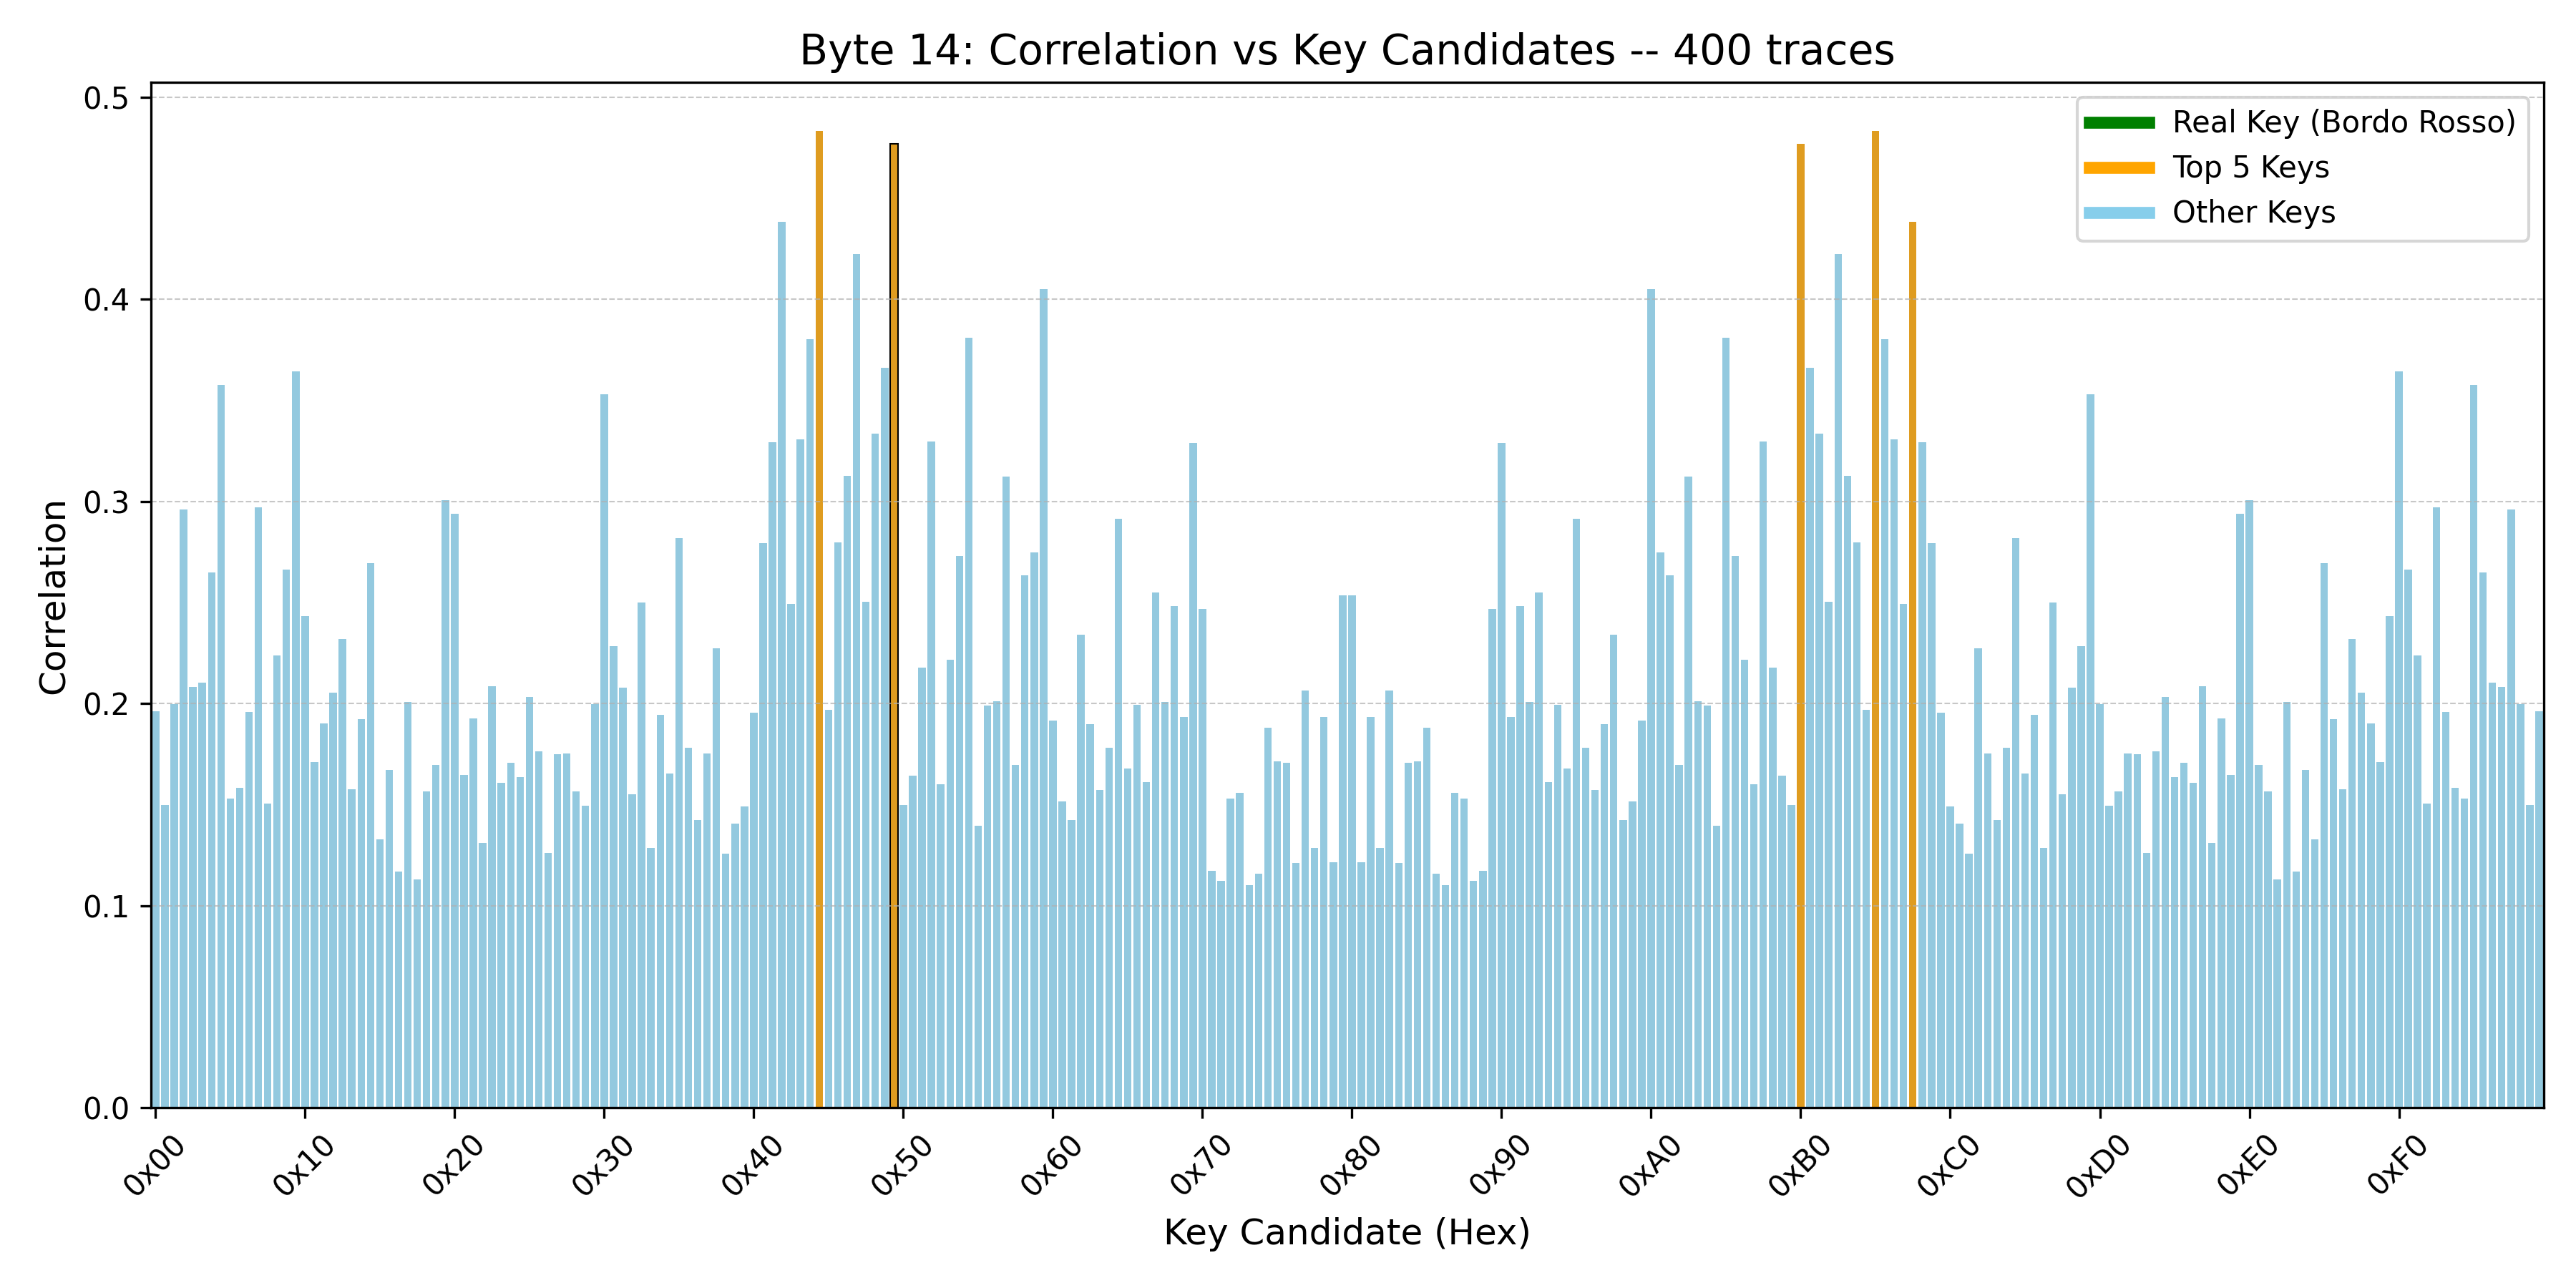 Byte 14: Correlation vs Key Candidates -- 400 traces
Real Key (Bordo Rosso)
Top 5 Keys
Other Keys
Correlation
0.5
0.4
0.3
0.2
0.1
0.0
0x00 0x10 0x20 0x30 0x40 0x50 0x60 0x70 0x80 0x90 0xA0 0xB0 0xC0 0xD0 0xE0 0xF0
Key Candidate (Hex)